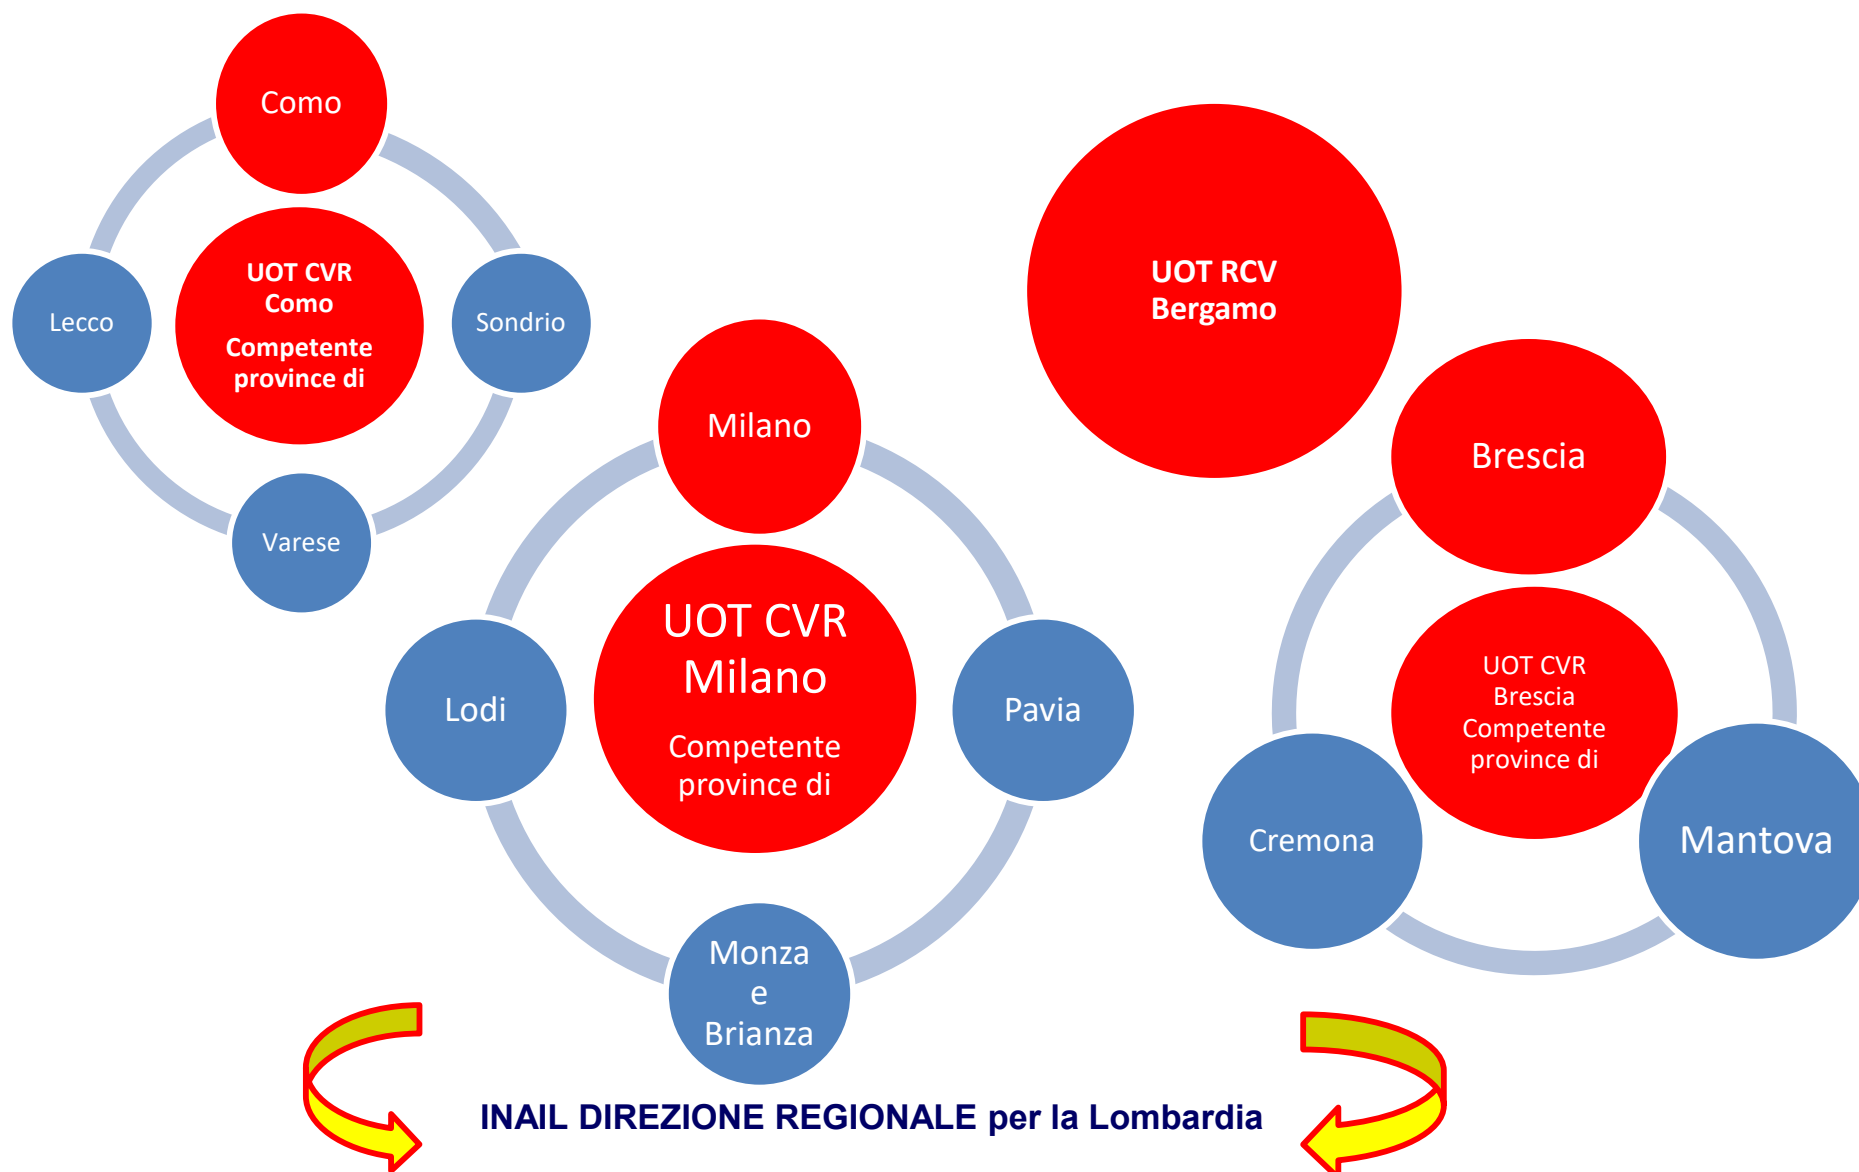 Como
UOT CVR
Como
Competente
province di
Lecco
Sondrio
Varese
UOT RCV
Bergamo
Milano
UOT CVR
Milano
Competente
province di
Lodi
Pavia
Monza
e
Brianza
Brescia
UOT CVR
Brescia
Competente
province di
Cremona
Mantova
INAIL DIREZIONE REGIONALE per la Lombardia